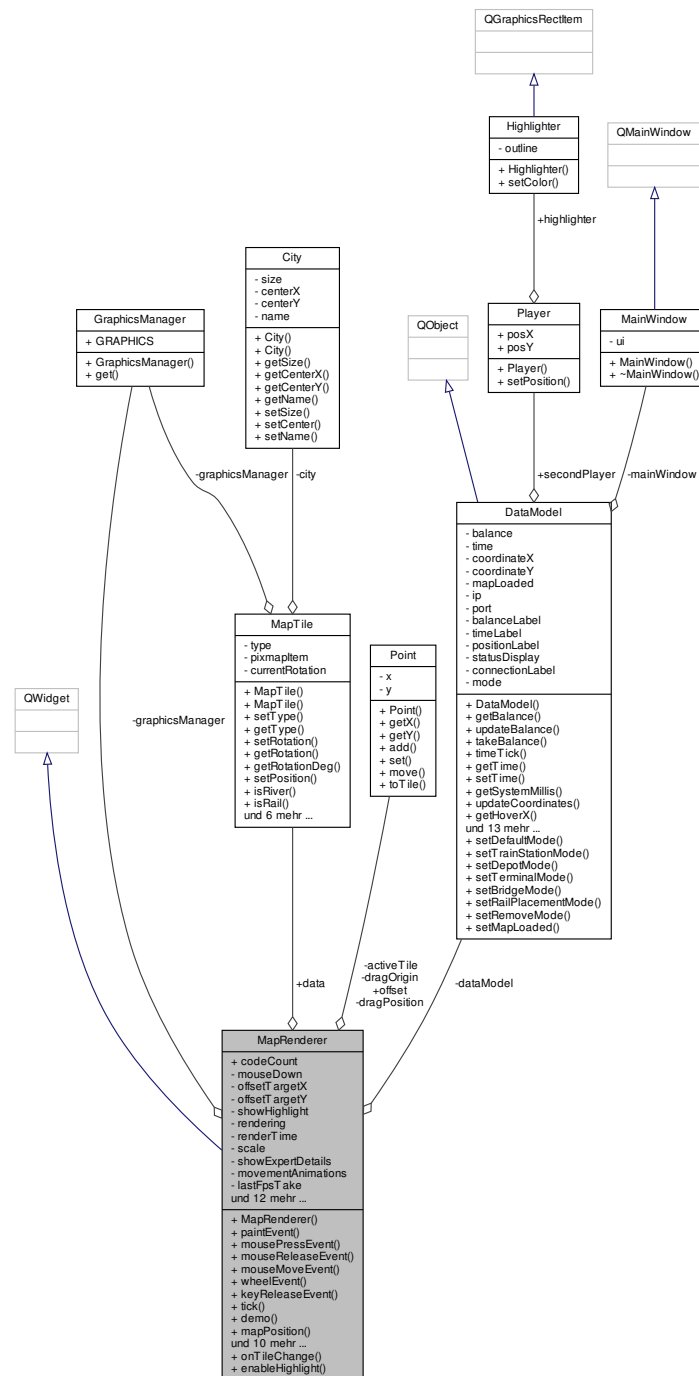 QGraphicsRectItem
Highlighter
- outline
+ Highlighter()
+ setColor()
QMainWindow
+highlighter
City
- size
- centerX
- centerY
- name
+ City()
+ City()
+ getSize()
+ getCenterX()
+ getCenterY()
+ getName()
+ setSize()
+ setCenter()
+ setName()
GraphicsManager
+ GRAPHICS
+ GraphicsManager()
+ get()
QObject
Player
+ posX
+ posY
+ Player()
+ setPosition()
MainWindow
- ui
+ MainWindow()
+ ~MainWindow()
-graphicsManager
-city
+secondPlayer
-mainWindow
DataModel
- balance
- time
- coordinateX
- coordinateY
- mapLoaded
- ip
- port
- balanceLabel
- timeLabel
- positionLabel
- statusDisplay
- connectionLabel
- mode
+ DataModel()
+ getBalance()
+ updateBalance()
+ takeBalance()
+ timeTick()
+ getTime()
+ setTime()
+ getSystemMillis()
+ updateCoordinates()
+ getHoverX()
und 13 mehr ...
+ setDefaultMode()
+ setTrainStationMode()
+ setDepotMode()
+ setTerminalMode()
+ setBridgeMode()
+ setRailPlacementMode()
+ setRemoveMode()
+ setMapLoaded()
MapTile
- type
- pixmapItem
- currentRotation
+ MapTile()
+ MapTile()
+ setType()
+ getType()
+ setRotation()
+ getRotation()
+ getRotationDeg()
+ setPosition()
+ isRiver()
+ isRail()
und 6 mehr ...
Point
- x
- y
+ Point()
+ getX()
+ getY()
+ add()
+ set()
+ move()
+ toTile()
QWidget
-graphicsManager
+data
-activeTile
-dragOrigin
+offset
-dragPosition
-dataModel
MapRenderer
+ codeCount
- mouseDown
- offsetTargetX
- offsetTargetY
- showHighlight
- rendering
- renderTime
- scale
- showExpertDetails
- movementAnimations
- lastFpsTake
und 12 mehr ...
+ MapRenderer()
+ paintEvent()
+ mousePressEvent()
+ mouseReleaseEvent()
+ mouseMoveEvent()
+ wheelEvent()
+ keyReleaseEvent()
+ tick()
+ demo()
+ mapPosition()
und 10 mehr ...
+ onTileChange()
+ enableHighlight()